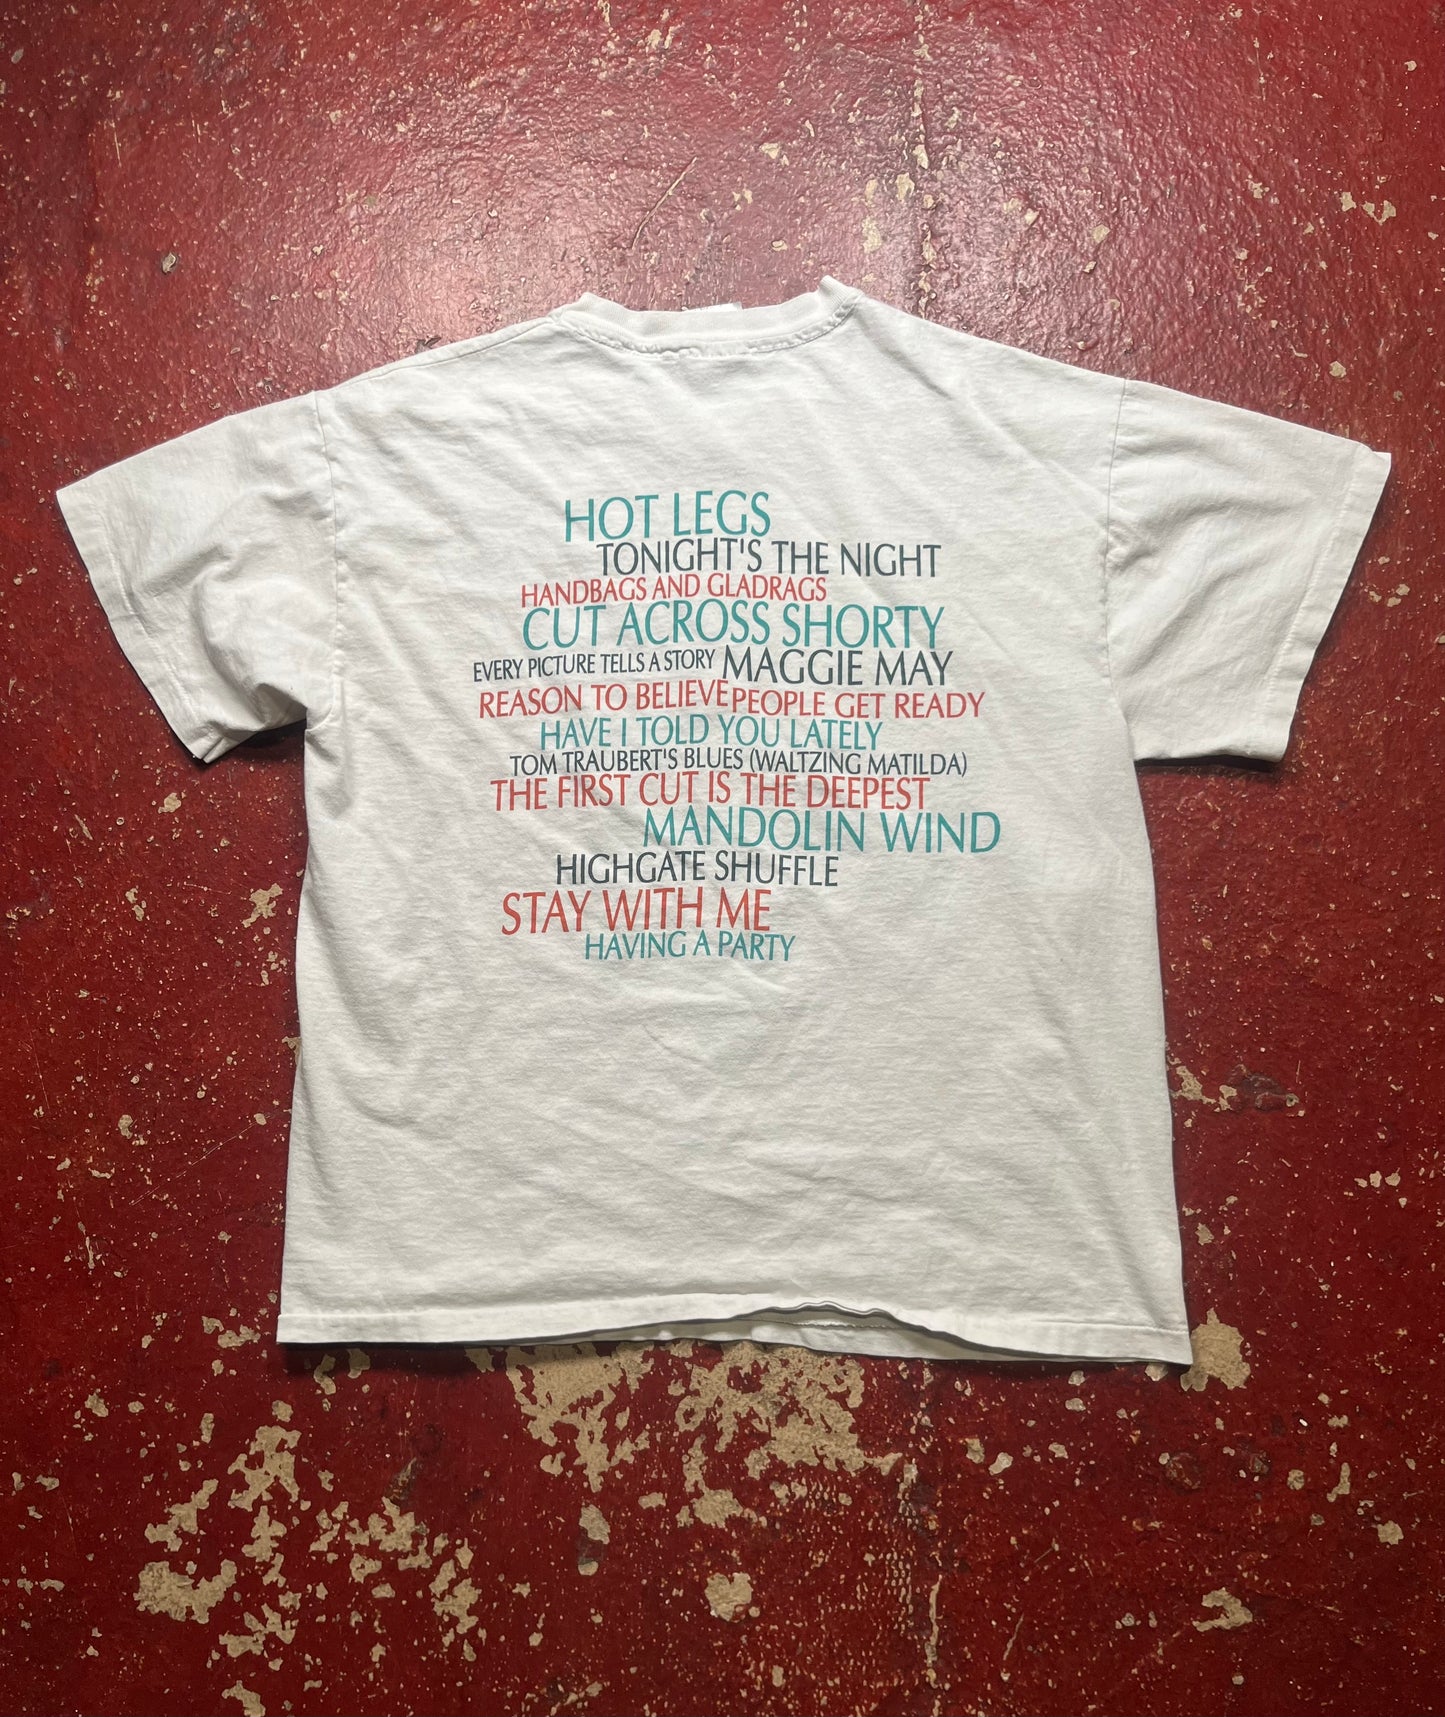 HOT LEGS
TONIGHT'S THE NIGHT
HANDBAGS AND GLADRAGS
CUT ACROSS SHORTY
EVERY PICTURE TELLS A STORY MAGGIE MAY
REASON TO BELIEVE PEOPLE GET READY
HAVE I TOLD YOU LATELY
TOM TRAUBERT'S BLUES (WALTZING MATILDA)
THE FIRST CUT IS THE DEEPEST
MANDOLIN WIND
HIGHGATE SHUFFLE
STAY WITH ME
HAVING A PARTY